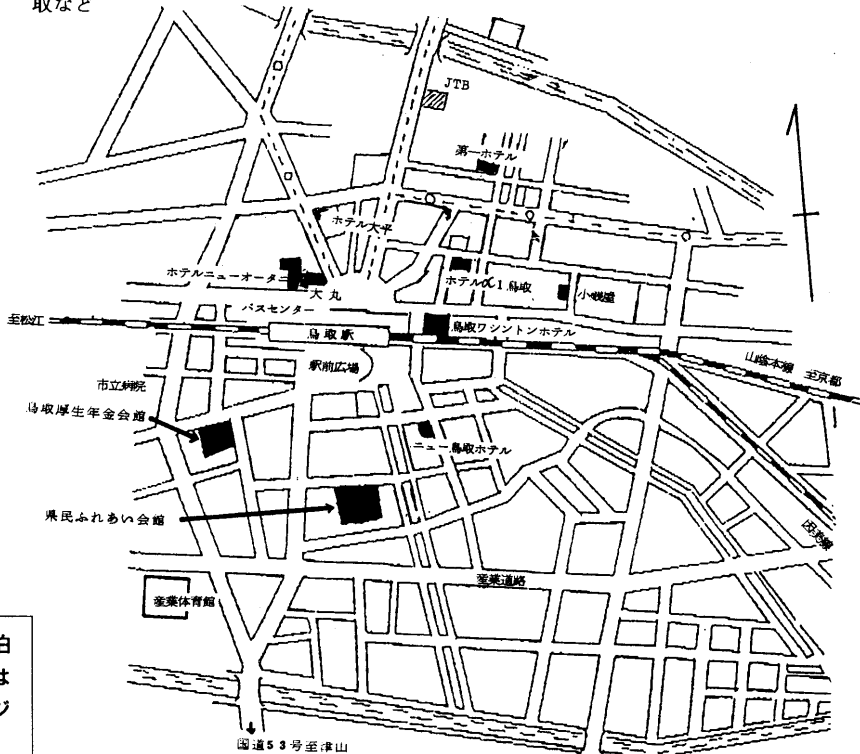 取など
JTB
第一ホテル
ホテル太平
ホテルニューオータニ
大丸
ホテルα1鳥取
小銭屋
バスセンター
鳥取駅
鳥取ワシントンホテル
至松江
山陰本線 至京都
駅前広場
市立病院
鳥取厚生年金会館
ニュー鳥取ホテル
県民ふれあい会館
因美線
産業道路
産業体育館
国道53号至津山
白
は
ジ